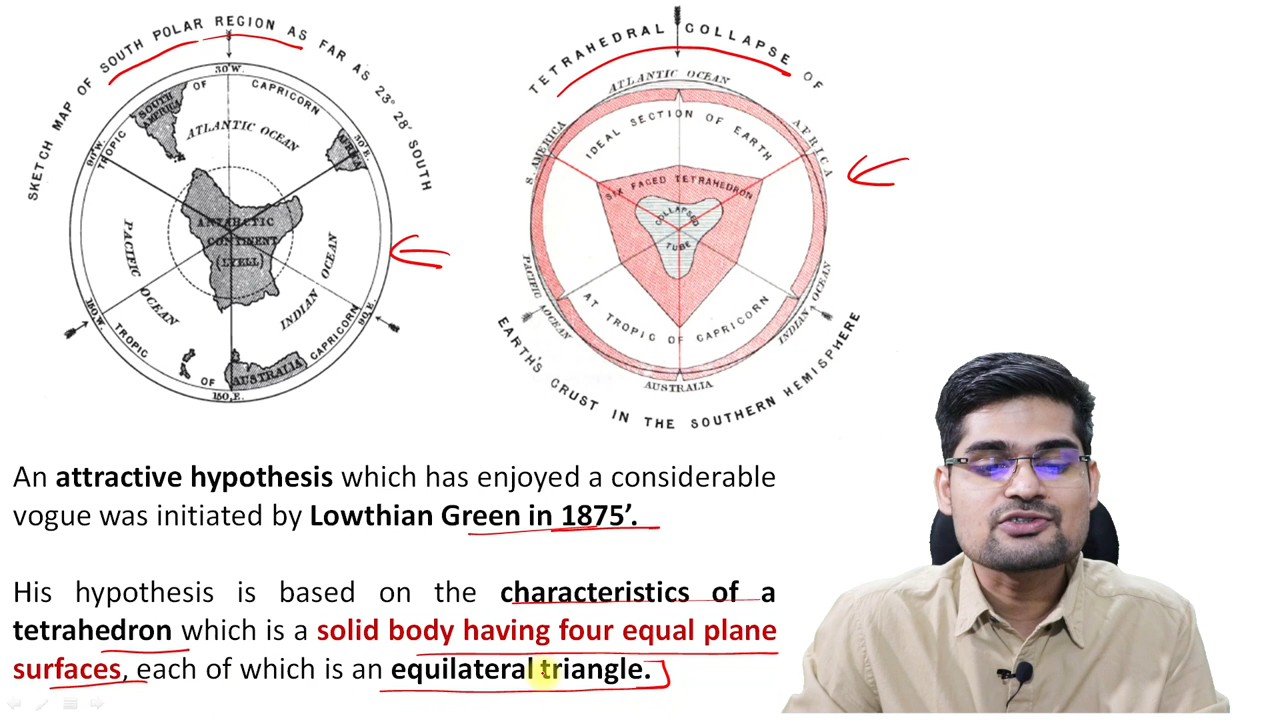 SKETCH MAP OF SOUTH POLAR REGION AS FAR AS 23° 28' SOUTH
S
30°W.
TROPIC OF CAPRICORN
SOUTH AMERICA
ATLANTIC OCEAN
AFRICA
30°E.
90°W.
ANTARCTIC
CONTINENT
(LYELL)
PACIFIC OCEAN
INDIAN OCEAN
150.W.
90.E.
TROPIC OF CAPRICORN
AUSTRALIA
150.E.
TETRAHEDRAL COLLAPSE OF
ATLANTIC OCEAN
S. AMERICA
AFRICA
IDEAL SECTION OF EARTH
SIX FACED TETRAHEDRON
COLLAPSED
TUBE
AT TROPIC OF CAPRICORN
PACIFIC OCEAN
INDIAN OCEAN
AUSTRALIA
EARTH'S CRUST IN THE SOUTHERN HEMISPHERE
An attractive hypothesis which has enjoyed a considerable
vogue was initiated by Lowthian Green in 1875’.
His hypothesis is based on the characteristics of a
tetrahedron which is a solid body having four equal plane
surfaces, each of which is an equilateral triangle.